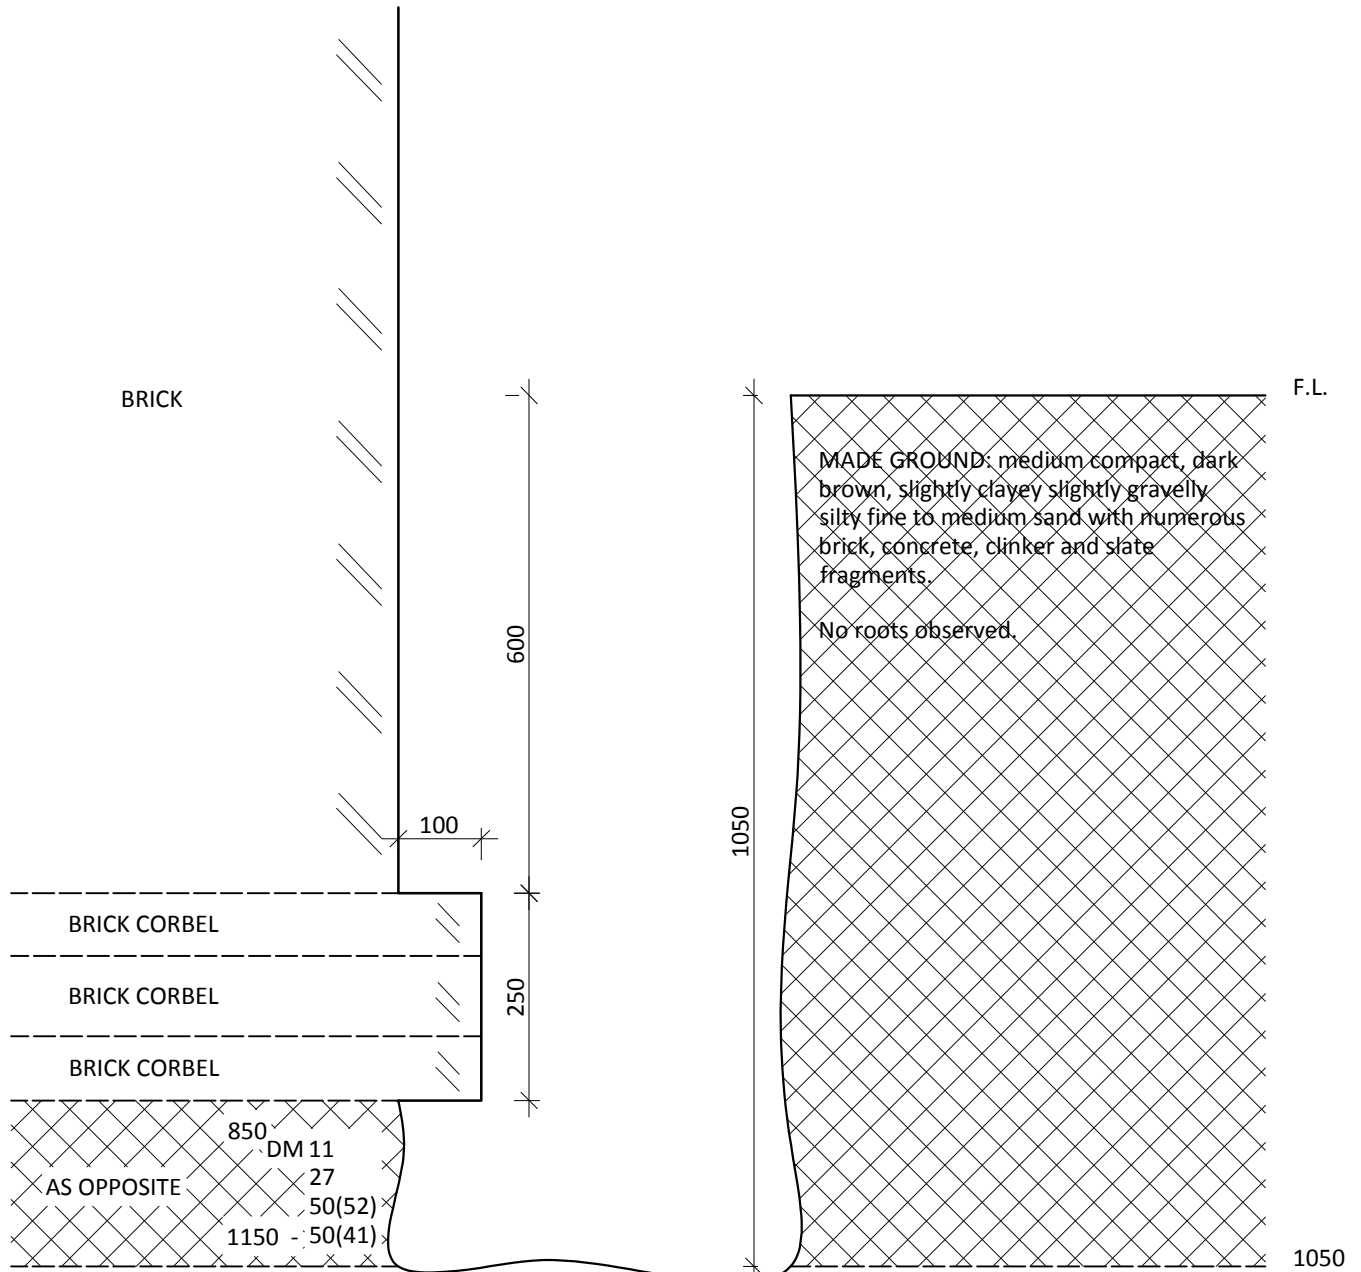 F.L.
BRICK
MADE GROUND: medium compact, dark
brown, slightly clayey slightly gravelly
silty fine to medium sand with numerous
brick, concrete, clinker and slate
fragments.
No roots observed.
600
1050
100
BRICK CORBEL
BRICK CORBEL
250
BRICK CORBEL
850
DM 11
27
AS OPPOSITE
50(52)
1150 - 50(41)
1050